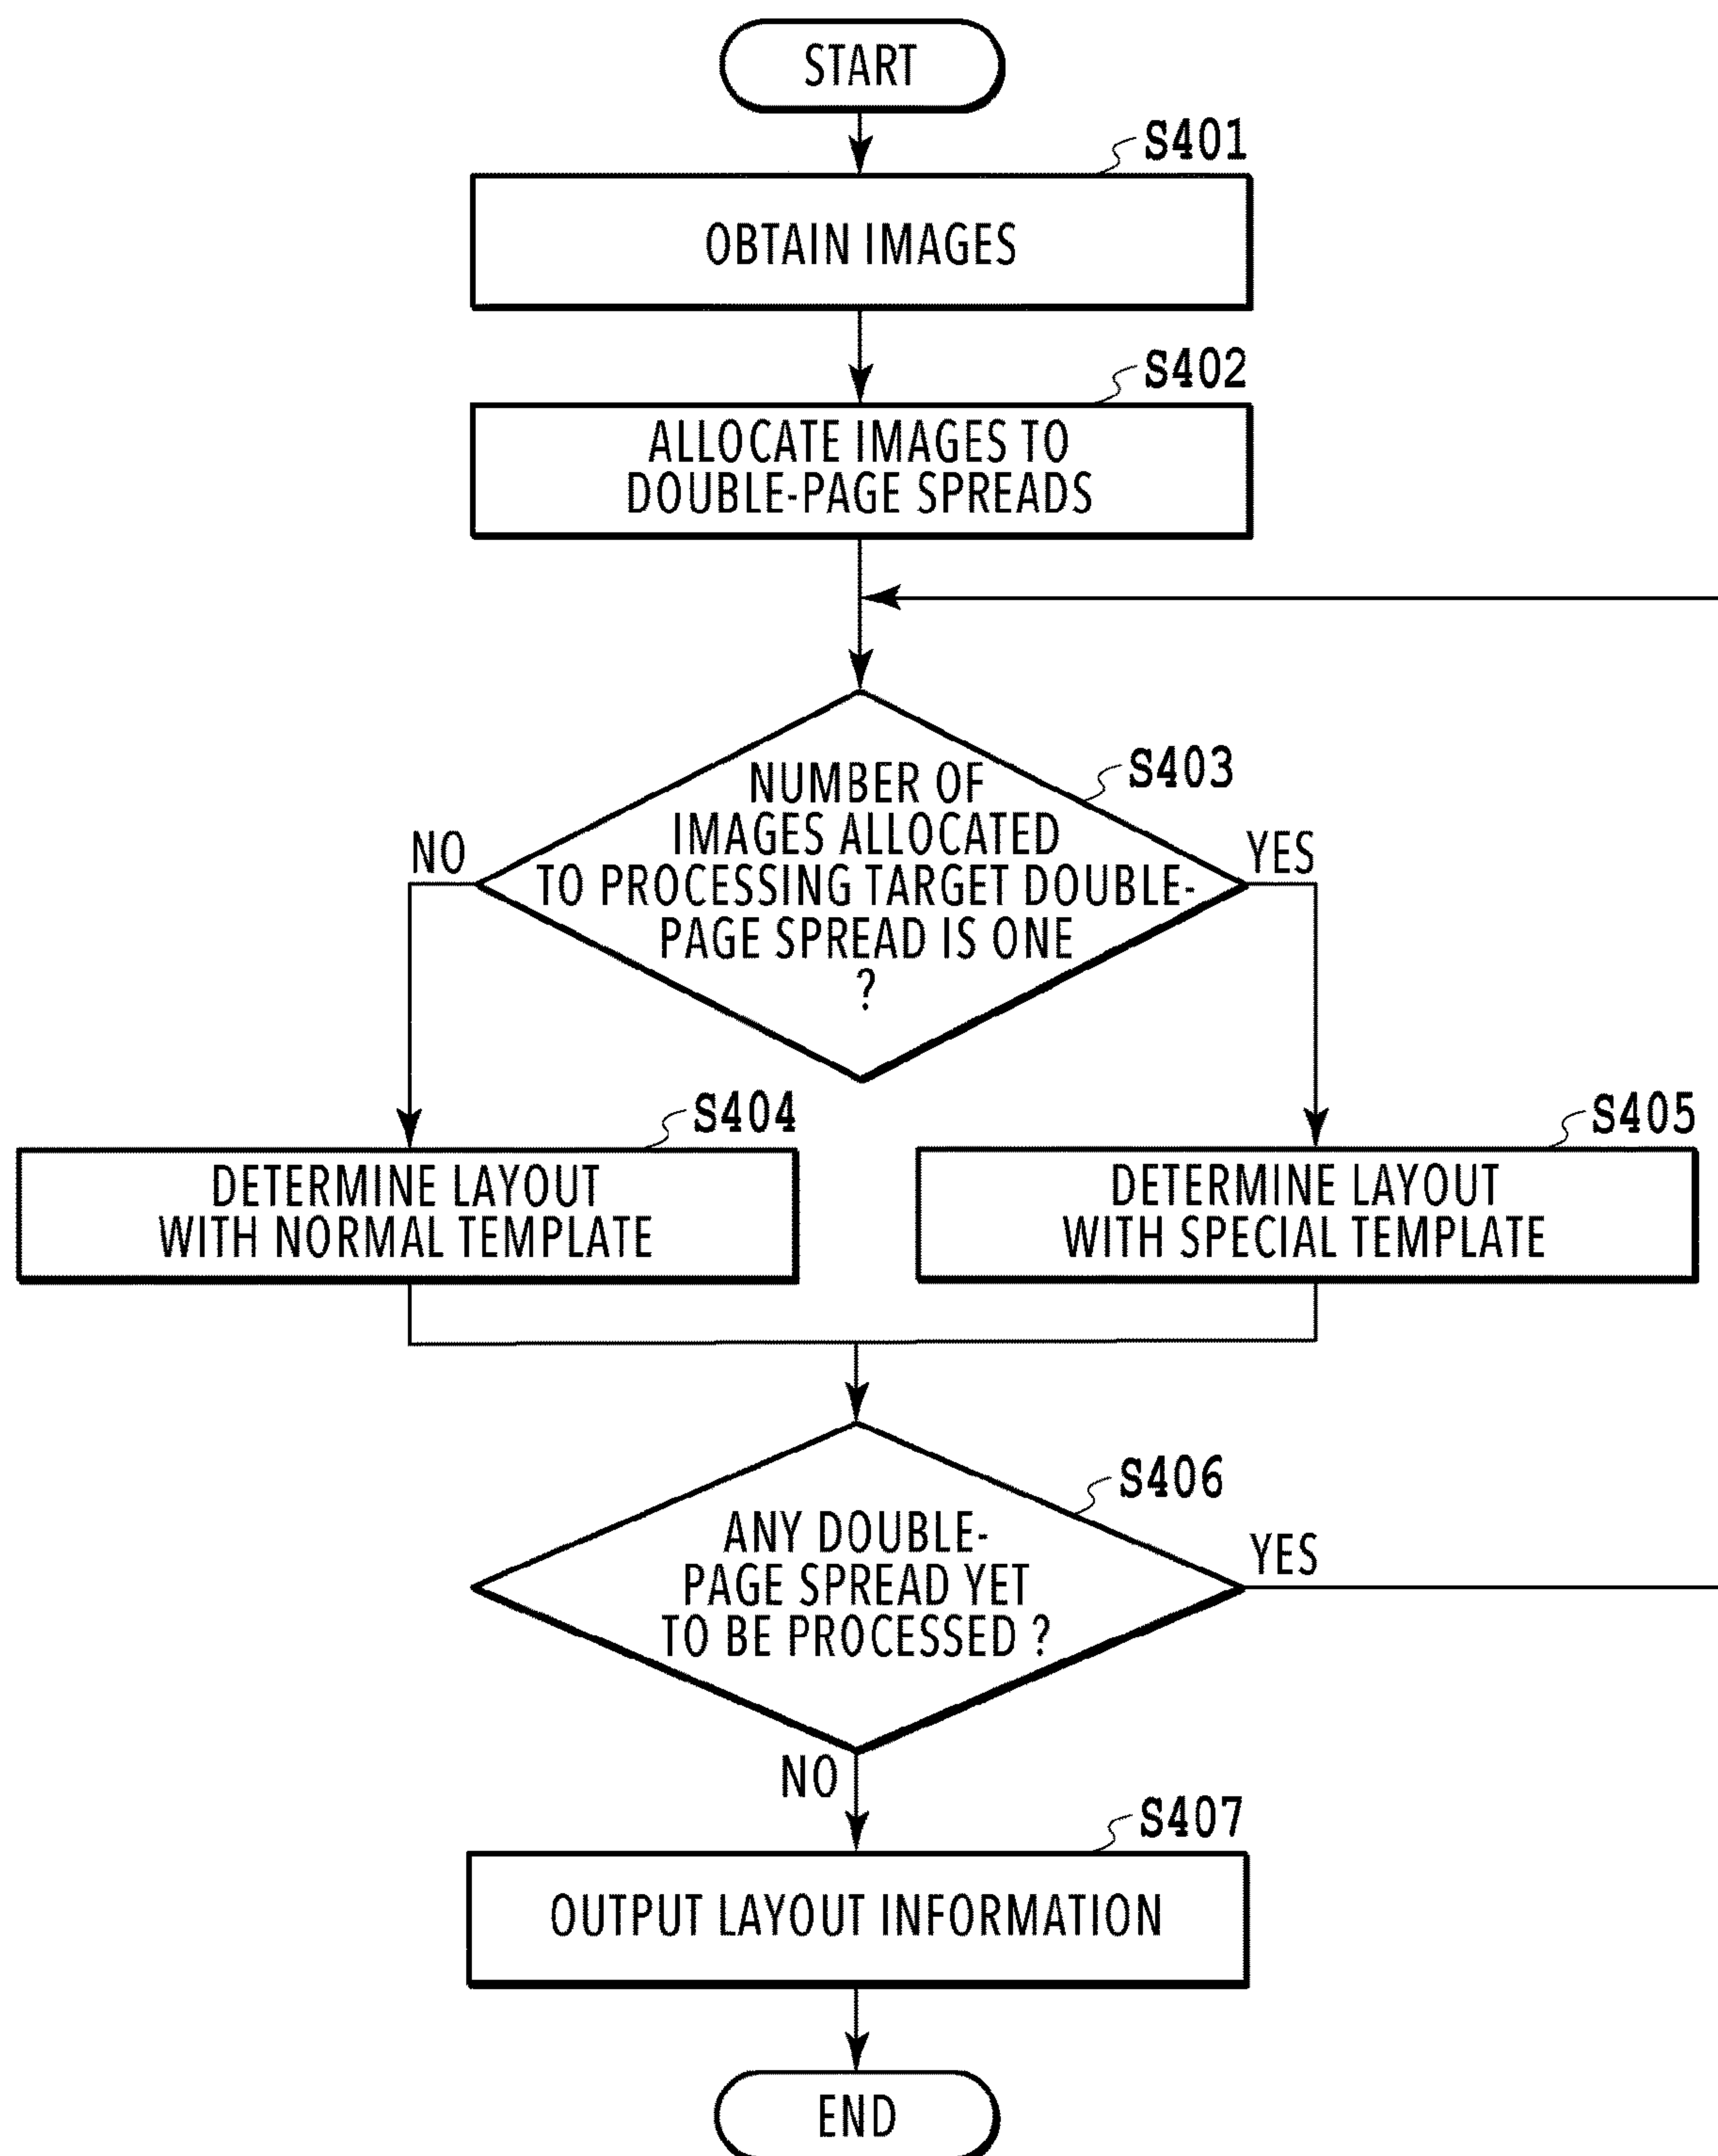 START
S401
OBTAIN IMAGES
S402
ALLOCATE IMAGES TO
DOUBLE-PAGE SPREADS
S403
NUMBER OF
IMAGES ALLOCATED
TO PROCESSING TARGET DOUBLE-
PAGE SPREAD IS ONE
?
NO
YES
S404
DETERMINE LAYOUT
WITH NORMAL TEMPLATE
S405
DETERMINE LAYOUT
WITH SPECIAL TEMPLATE
S406
ANY DOUBLE-
PAGE SPREAD YET
TO BE PROCESSED ?
YES
NO
S407
OUTPUT LAYOUT INFORMATION
END